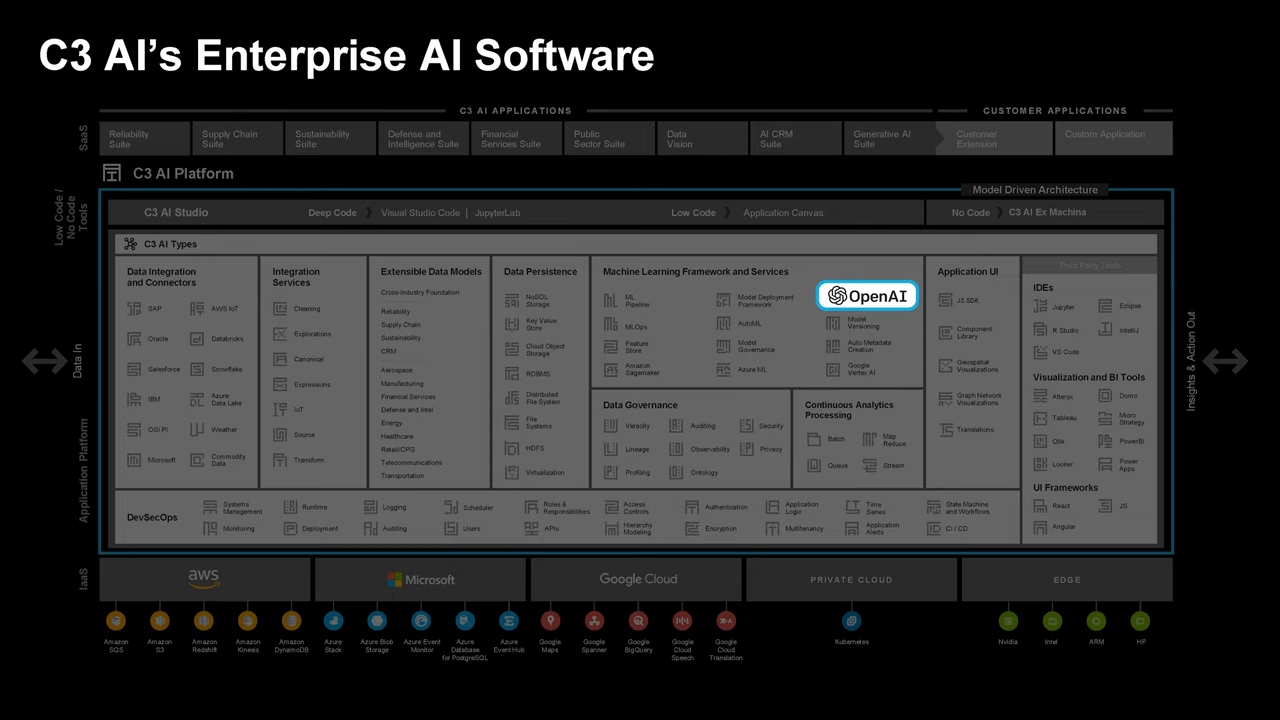 C3 AI’s Enterprise AI Software
C3 AI APPLICATIONS
CUSTOMER APPLICATIONS
SaaS
Reliability
Suite
Supply Chain
Suite
Sustainability
Suite
Defense and
Intelligence Suite
Financial
Services Suite
Public
Sector Suite
Data
Vision
AI CRM
Suite
Generative AI
Suite
Customer
Extension
Custom Application
C3 AI Platform
Model Driven Architecture
Low Code /
No Code
Tools
C3 AI Studio
Deep Code
Visual Studio Code | JupyterLab
Low Code
Application Canvas
No Code
C3 AI Ex Machina
C3 AI Types
Data In
Application Platform
Data Integration
and Connectors
SAP
AWS IoT
Oracle
Databricks
Salesforce
Snowflake
IBM
Azure
Data Lake
OSI PI
Weather
Microsoft
Commodity
Data
Integration
Services
Cleaning
Explorations
Canonical
Expressions
IoT
Source
Transform
Extensible Data Models
Cross-Industry Foundation
Reliability
Supply Chain
Sustainability
CRM
Aerospace
Manufacturing
Financial Services
Defense and Intel
Energy
Healthcare
Retail/CPG
Telecommunications
Transportation
Data Persistence
NoSQL
Storage
Key Value
Store
Cloud Object
Storage
RDBMS
Distributed
File System
File
Systems
HDFS
Virtualization
Machine Learning Framework and Services
OpenAI
ML
Pipeline
Model Deployment
Framework
MLOps
AutoML
Model
Versioning
Feature
Store
Model
Governance
Auto Metadata
Creation
Amazon
Sagemaker
Azure ML
Google
Vertex AI
Data Governance
Veracity
Auditing
Security
Lineage
Observability
Privacy
Profiling
Ontology
Continuous Analytics
Processing
Batch
Map
Reduce
Queue
Stream
Application UI
JS SDK
Component
Library
Geospatial
Visualizations
Graph Network
Visualizations
Translations
Third Party Tools
IDEs
Jupyter
Eclipse
R Studio
IntelliJ
VS Code
Visualization and BI Tools
Alteryx
Domo
Tableau
Micro
Strategy
Qlik
PowerBI
Looker
Power
Apps
UI Frameworks
React
JS
Angular
Insights & Action Out
DevSecOps
Systems
Management
Runtime
Logging
Scheduler
Roles &
Responsibilities
Access
Controls
Authentication
Application
Logic
Time
Series
State Machine
and Workflows
Monitoring
Deployment
Auditing
Users
APIs
Hierarchy
Modeling
Encryption
Multitenancy
Application
Alerts
CI / CD
IaaS
aws
Microsoft
Google Cloud
PRIVATE CLOUD
EDGE
Amazon
SQS
Amazon
S3
Amazon
Redshift
Amazon
Kinesis
Amazon
DynamoDB
Azure
Stack
Azure Blob
Storage
Azure Event
Monitor
Azure
Database
for PostgreSQL
Azure
Event Hub
Google
Maps
Google
Spanner
Google
BigQuery
Google
Cloud
Speech
Google
Cloud
Translation
Kubernetes
Nvidia
Intel
ARM
HP